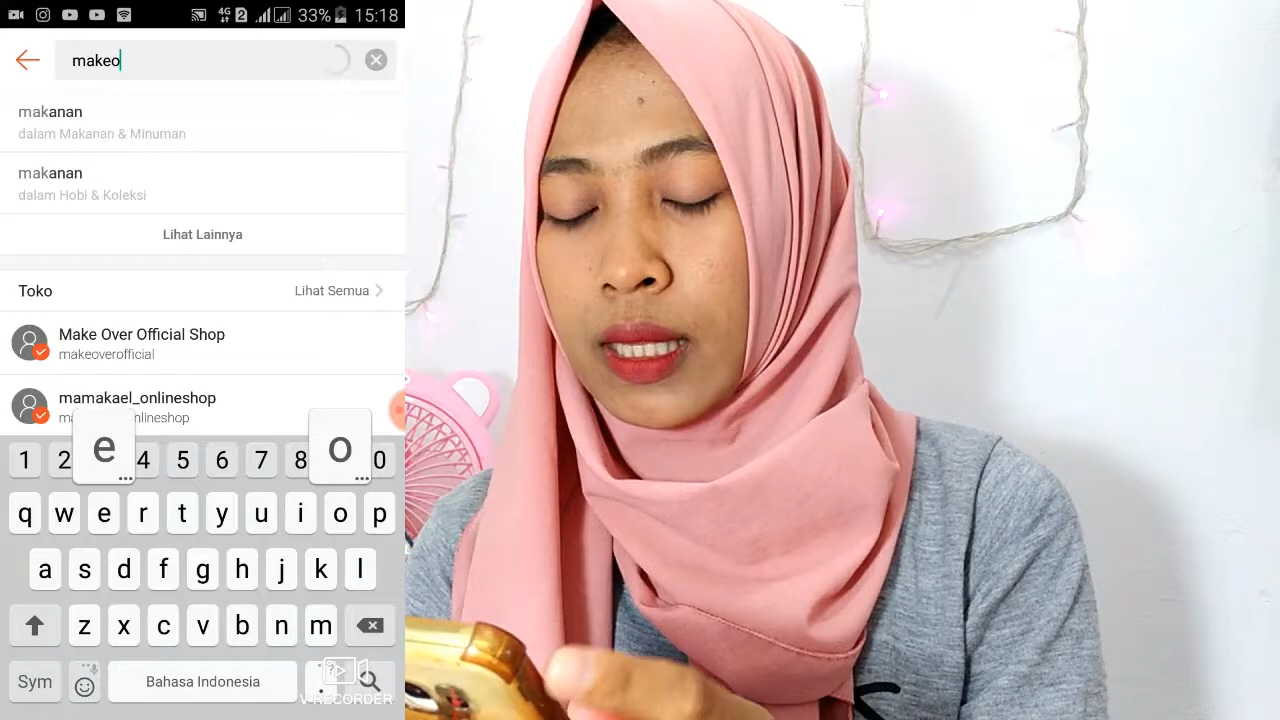 4G 2 33% 15:18
makeo
makanan
dalam Makanan & Minuman
makanan
dalam Hobi & Koleksi
Lihat Lainnya
Toko Lihat Semua
Make Over Official Shop
makeoverofficial
mamakael_onlineshop
e o
1 2 4 5 6 7 8 0
q w e r t y u i o p
a s d f g h j k l
z x c v b n m
Sym Bahasa Indonesia
V RECORDER